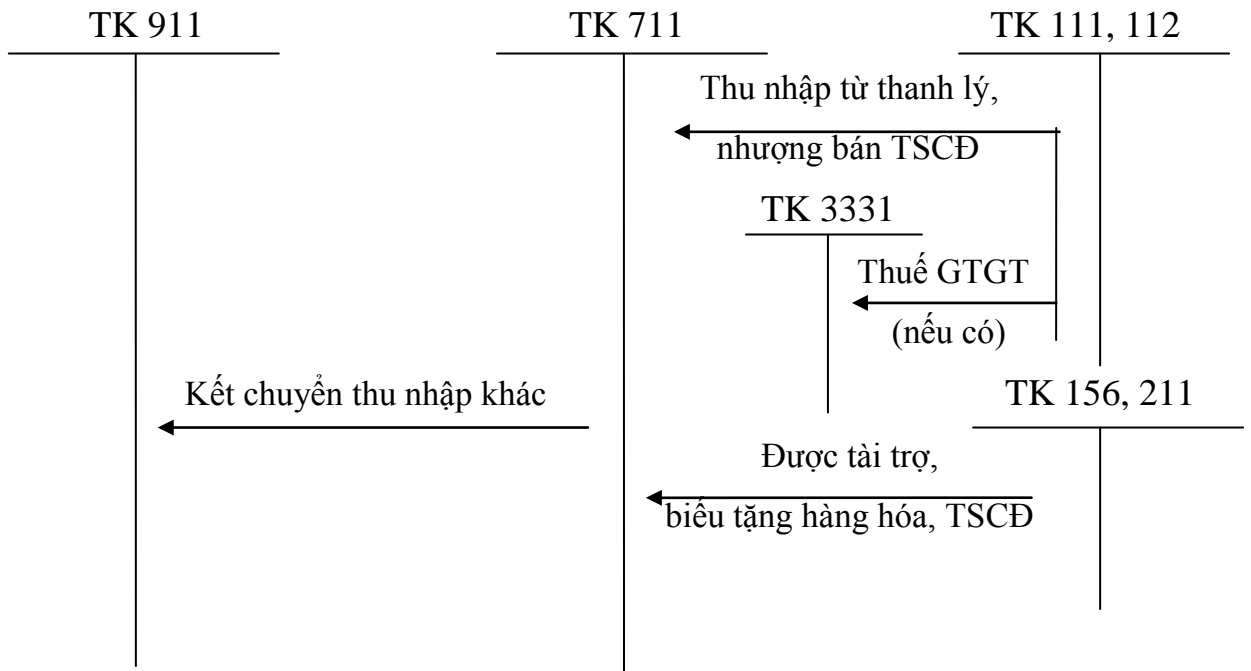 TK 911
TK 711
TK 111, 112
Thu nhập từ thanh lý,
nhượng bán TSCĐ
TK 3331
Thuế GTGT
(nếu có)
Kết chuyển thu nhập khác
TK 156, 211
Được tài trợ,
biếu tặng hàng hóa, TSCĐ